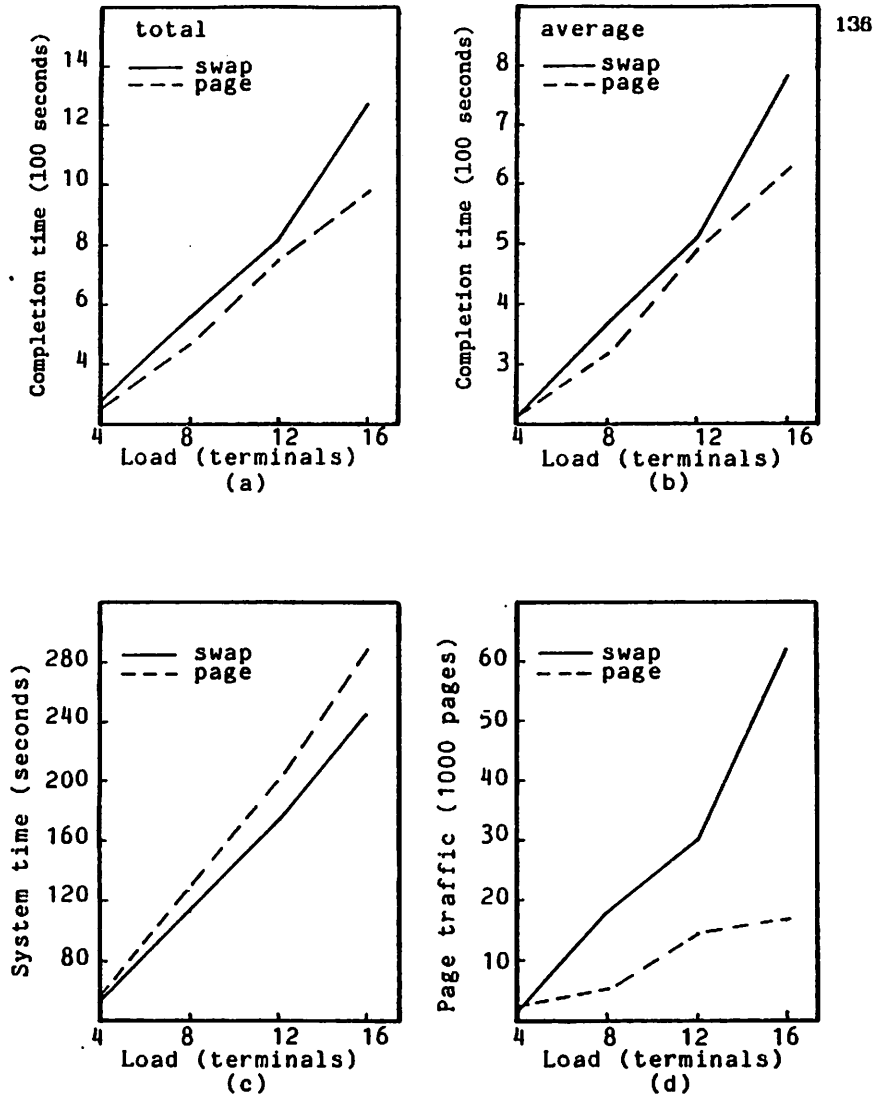 138
total
swap
page
14
12
10
8
6
4
Completion time (100 seconds)
4 8 12 16
Load (terminals)
(a)
average
swap
page
8
7
6
5
4
3
Completion time (100 seconds)
4 8 12 16
Load (terminals)
(b)
swap
page
280
240
200
160
120
80
System time (seconds)
4 8 12 16
Load (terminals)
(c)
swap
page
60
50
40
30
20
10
Page traffic (1000 pages)
4 8 12 16
Load (terminals)
(d)